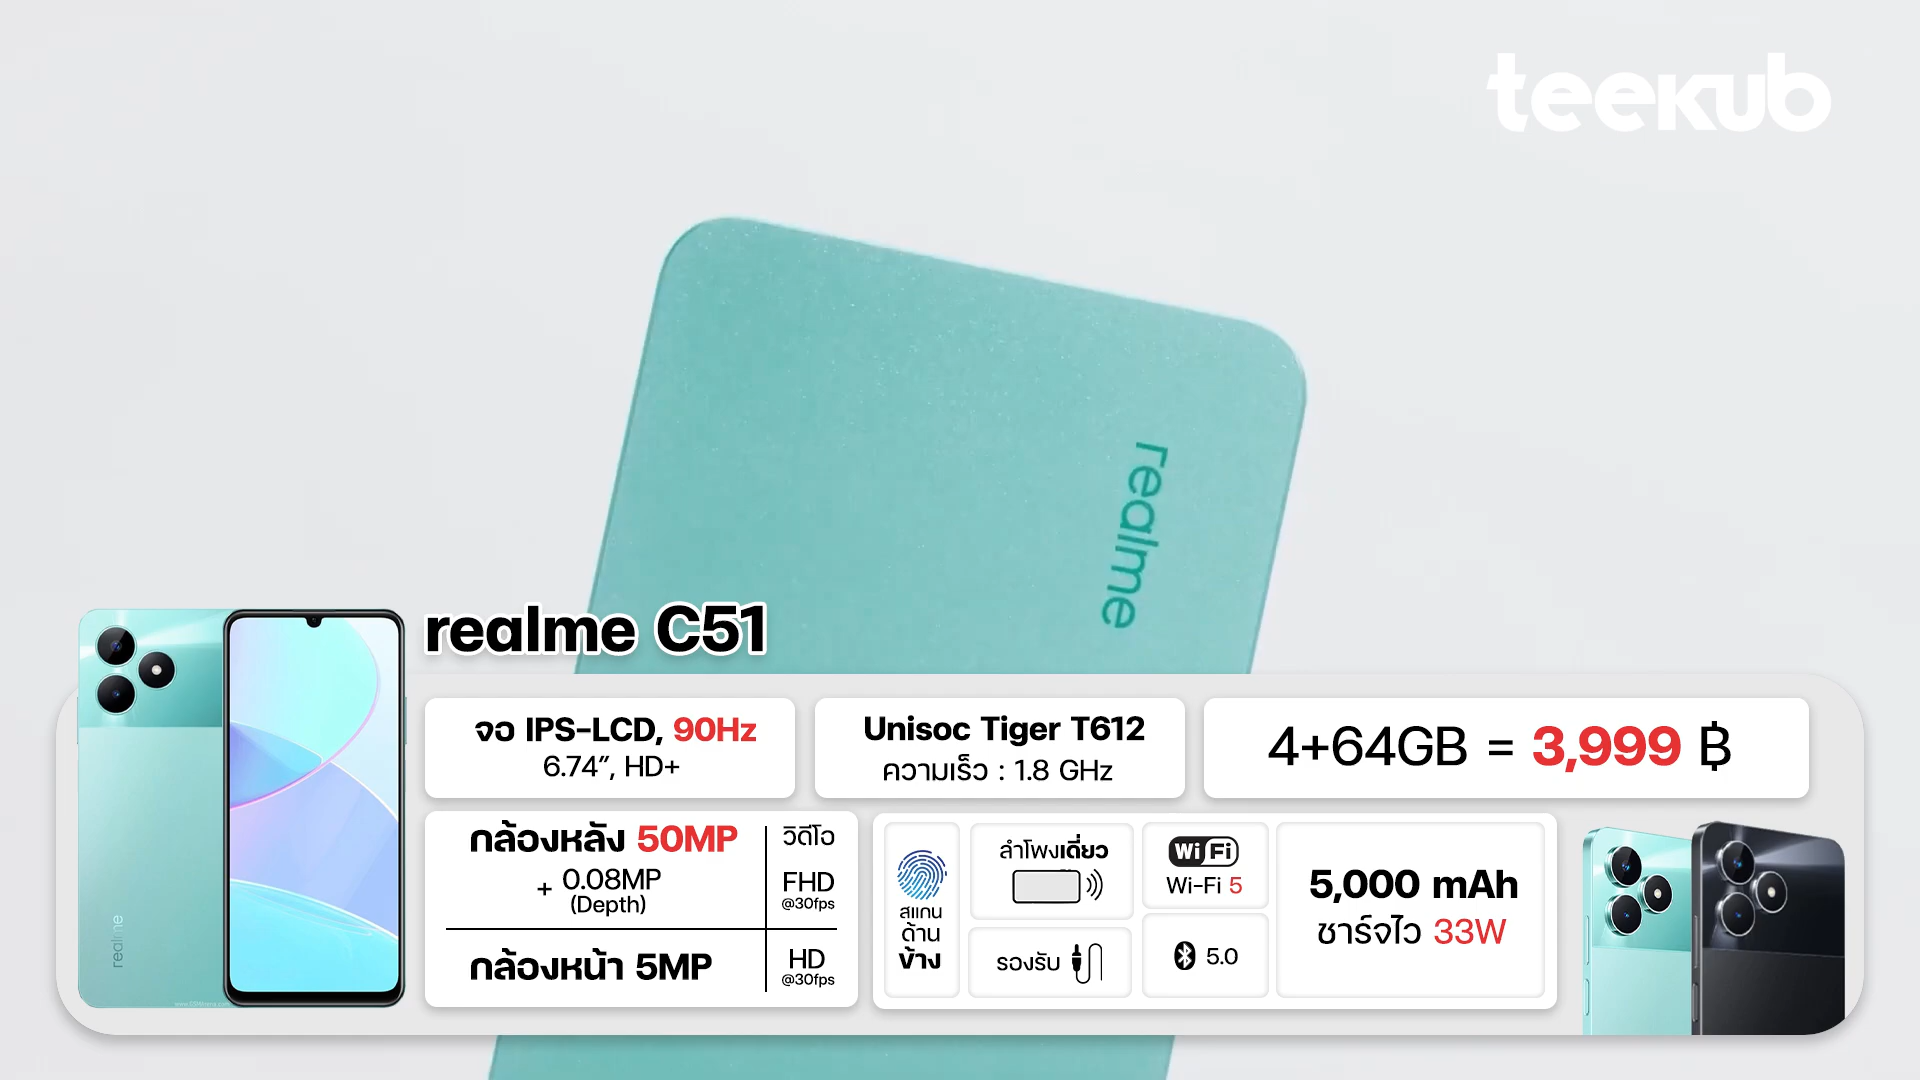 teekub
realme
realme C51
จอ IPS-LCD, 90Hz
6.74”, HD+
Unisoc Tiger T612
ความเร็ว : 1.8 GHz
4+64GB = 3,999 ฿
กล้องหลัง 50MP
+ 0.08MP
(Depth)
วิดีโอ
FHD
@30fps
กล้องหน้า 5MP
HD
@30fps
สแกน
ด้าน
ข้าง
ลำโพงเดี่ยว
รองรับ
Wi Fi
Wi-Fi 5
5.0
5,000 mAh
ชาร์จไว 33W
realme